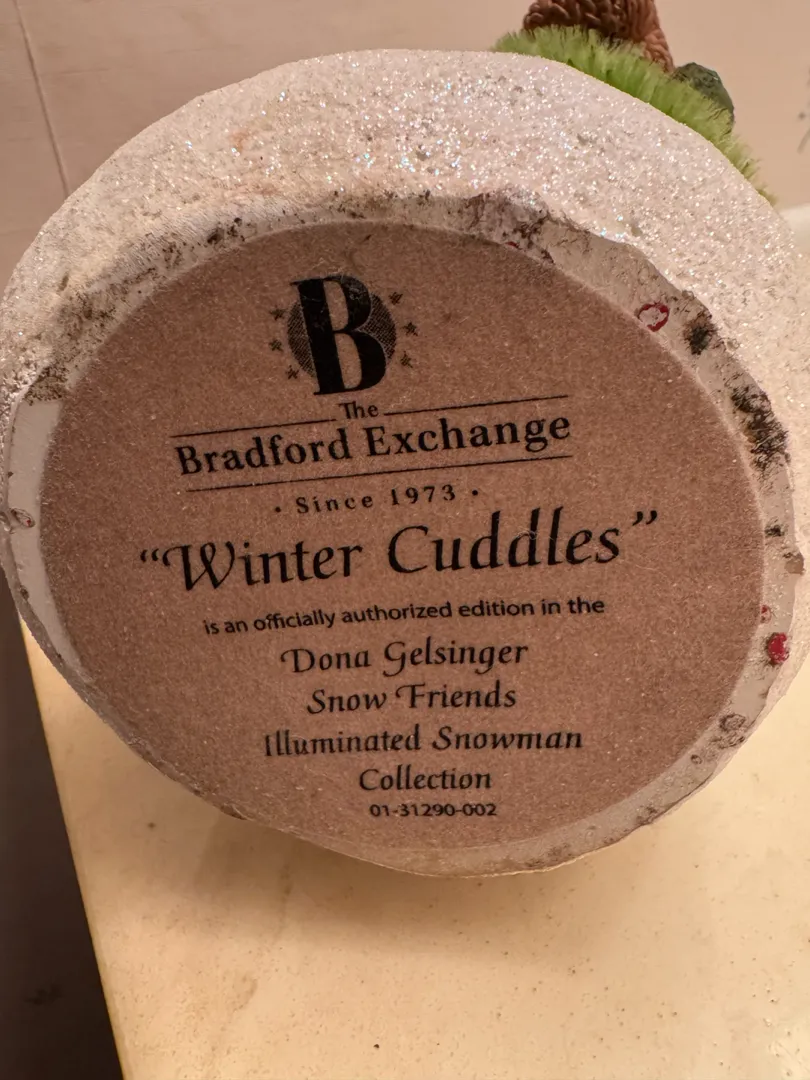 B
The
Bradford Exchange
• Since 1973 •
“Winter Cuddles”
is an officially authorized edition in the
Dona Gelsinger
Snow Friends
Illuminated Snowman
Collection
01-31290-002